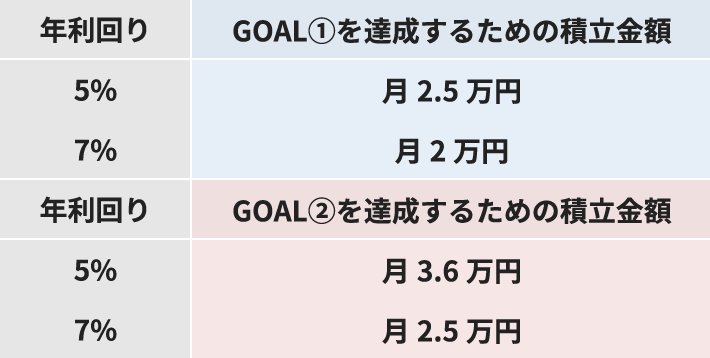 年利回り GOAL①を達成するための積立金額
5% 月 2.5 万円
7% 月 2 万円
年利回り GOAL②を達成するための積立金額
5% 月 3.6 万円
7% 月 2.5 万円